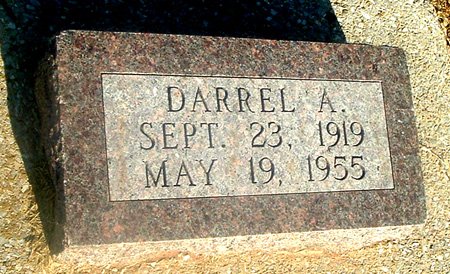 DARREL A.
SEPT. 23, 1919
MAY 19, 1955